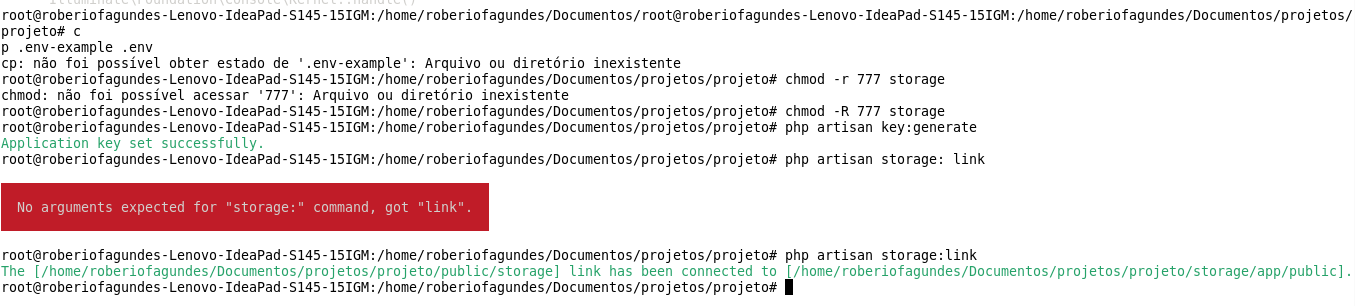 Illuminate\Foundation\Console\Kernel::handle()
root@roberiofagundes-Lenovo-IdeaPad-S145-15IGM:/home/roberiofagundes/Documentos/root@roberiofagundes-Lenovo-IdeaPad-S145-15IGM:/home/roberiofagundes/Documentos/projetos/
projeto# c
p .env-example .env
cp: não foi possível obter estado de '.env-example': Arquivo ou diretório inexistente
root@roberiofagundes-Lenovo-IdeaPad-S145-15IGM:/home/roberiofagundes/Documentos/projetos/projeto# chmod -r 777 storage
chmod: não foi possível acessar '777': Arquivo ou diretório inexistente
root@roberiofagundes-Lenovo-IdeaPad-S145-15IGM:/home/roberiofagundes/Documentos/projetos/projeto# chmod -R 777 storage
root@roberiofagundes-Lenovo-IdeaPad-S145-15IGM:/home/roberiofagundes/Documentos/projetos/projeto# php artisan key:generate
Application key set successfully.
root@roberiofagundes-Lenovo-IdeaPad-S145-15IGM:/home/roberiofagundes/Documentos/projetos/projeto# php artisan storage: link
No arguments expected for "storage:" command, got "link".
root@roberiofagundes-Lenovo-IdeaPad-S145-15IGM:/home/roberiofagundes/Documentos/projetos/projeto# php artisan storage:link
The [/home/roberiofagundes/Documentos/projetos/projeto/public/storage] link has been connected to [/home/roberiofagundes/Documentos/projetos/projeto/storage/app/public].
root@roberiofagundes-Lenovo-IdeaPad-S145-15IGM:/home/roberiofagundes/Documentos/projetos/projeto#